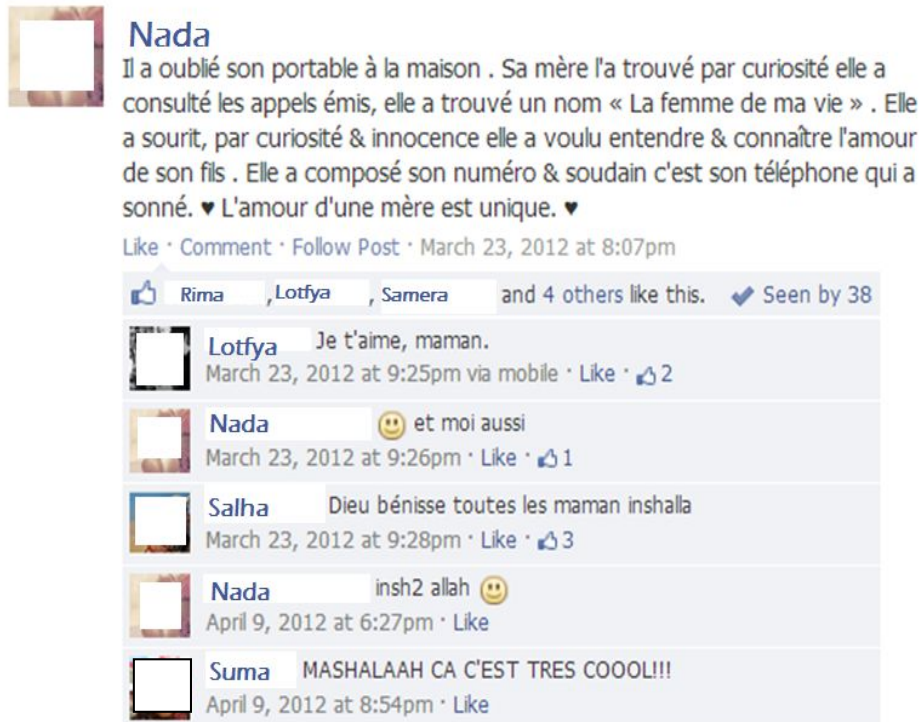 Nada
Il a oublié son portable à la maison . Sa mère l'a trouvé par curiosité elle a
consulté les appels émis, elle a trouvé un nom « La femme de ma vie » . Elle
a sourit, par curiosité & innocence elle a voulu entendre & connaître l'amour
de son fils . Elle a composé son numéro & soudain c'est son téléphone qui a
sonné. ♥ L'amour d'une mère est unique. ♥
Like · Comment · Follow Post · March 23, 2012 at 8:07pm
Rima , Lotfya , Samera and 4 others like this. Seen by 38
Lotfya Je t'aime, maman.
March 23, 2012 at 9:25pm via mobile · Like · 2
Nada et moi aussi
March 23, 2012 at 9:26pm · Like · 1
Salha Dieu bénisse toutes les maman inshalla
March 23, 2012 at 9:28pm · Like · 3
Nada insh2 allah
April 9, 2012 at 6:27pm · Like
Suma MASHALAAH CA C'EST TRES COOOL!!!
April 9, 2012 at 8:54pm · Like